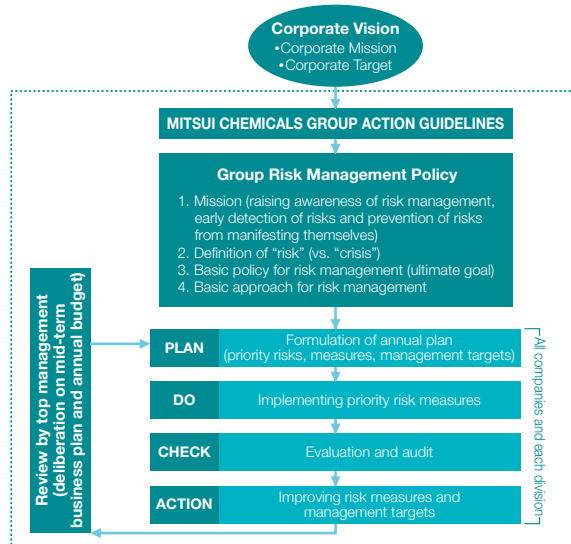 Corporate Vision
•Corporate Mission
•Corporate Target
MITSUI CHEMICALS GROUP ACTION GUIDELINES
Group Risk Management Policy
1. Mission (raising awareness of risk management,
early detection of risks and prevention of risks
from manifesting themselves)
2. Definition of “risk” (vs. “crisis”)
3. Basic policy for risk management (ultimate goal)
4. Basic approach for risk management
Review by top management
(deliberation on mid-term
business plan and annual budget)
PLAN
Formulation of annual plan
(priority risks, measures, management targets)
DO
Implementing priority risk measures
CHECK
Evaluation and audit
ACTION
Improving risk measures and
management targets
All companies and each division